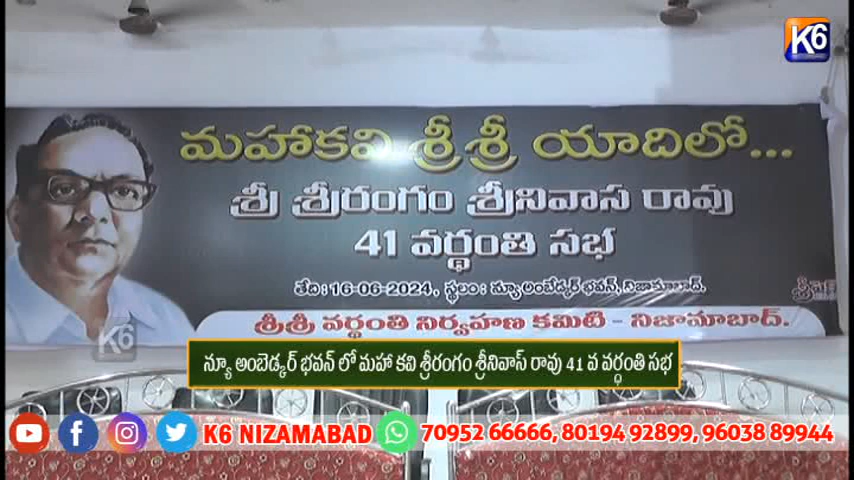 K6
మహాకవి శ్రీ శ్రీ యాదిలో...
శ్రీ శ్రీరంగం శ్రీనివాస రావు
41 వర్థంతి సభ
తేది : 16-06-2024, స్థలం : న్యూ అంబేడ్కర్ భవన్, నిజామాబాద్.
శ్రీశ్రీ వర్థంతి నిర్వహణ కమిటి - నిజామాబాద్.
K6
న్యూ అంబెడ్కర్ భవన్ లో మహా కవి శ్రీరంగం శ్రీనివాస్ రావు 41 వ వర్ధంతి సభ
K6 NIZAMABAD 70952 66666, 80194 92899, 96038 89944